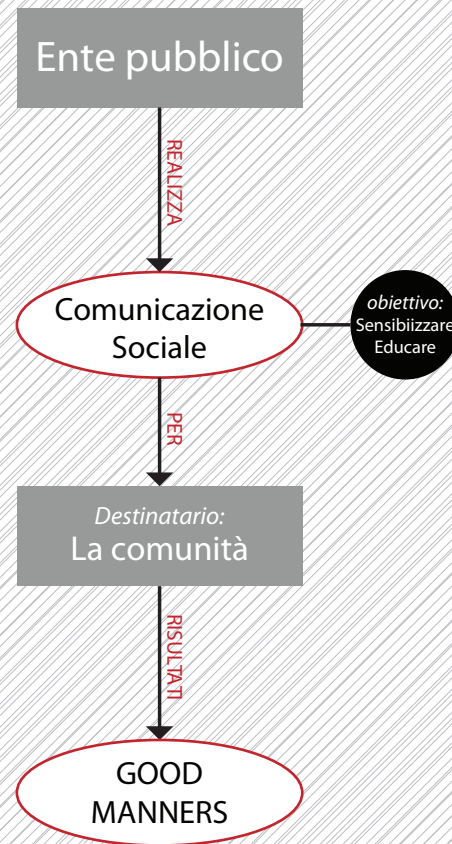 Ente pubblico
REALIZZA
Comunicazione
Sociale
obiettivo:
Sensibiizzare
Educare
PER
Destinatario:
La comunità
RISULTATI
GOOD
MANNERS